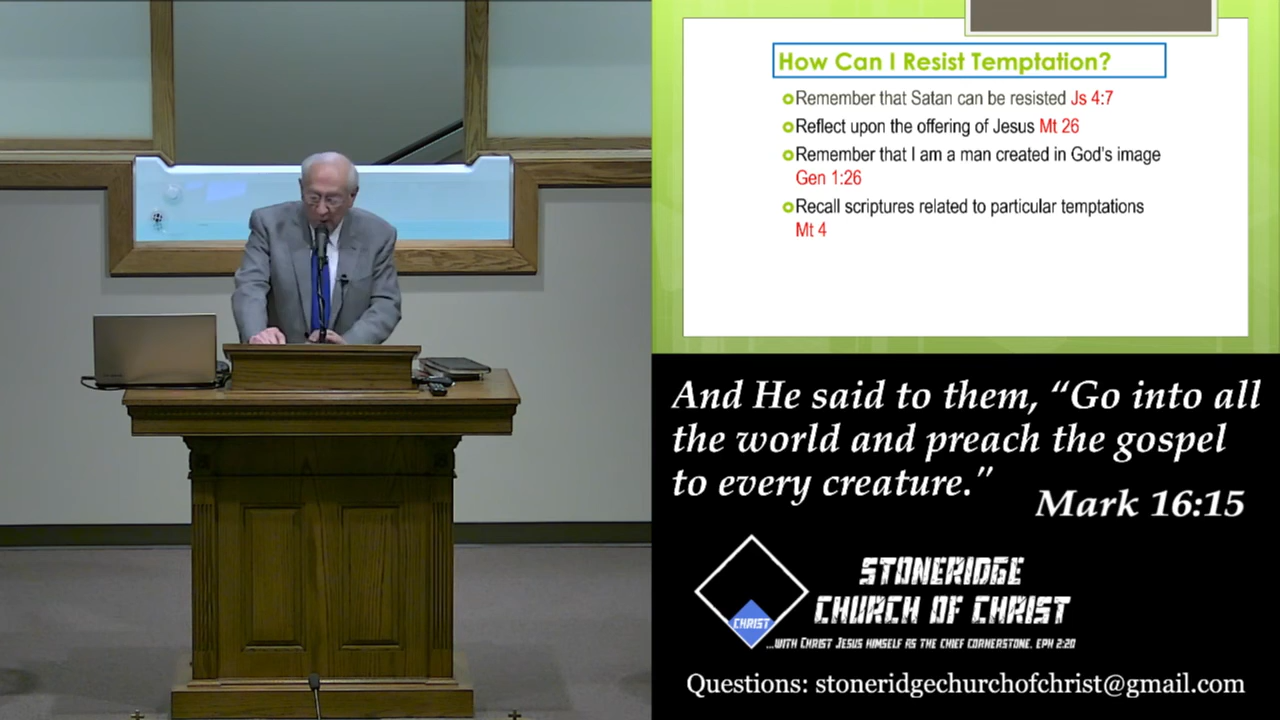 How Can I Resist Temptation?
Remember that Satan can be resisted Js 4:7
Reflect upon the offering of Jesus Mt 26
Remember that I am a man created in God's image
Gen 1:26
Recall scriptures related to particular temptations
Mt 4
And He said to them, “Go into all
the world and preach the gospel
to every creature."
Mark 16:15
STONERIDGE
CHURCH OF CHRIST
CHRIST
...WITH CHRIST JESUS HIMSELF AS THE CHIEF CORNERSTONE. EPH 2:20
Questions: stoneridgechurchofchrist@gmail.com